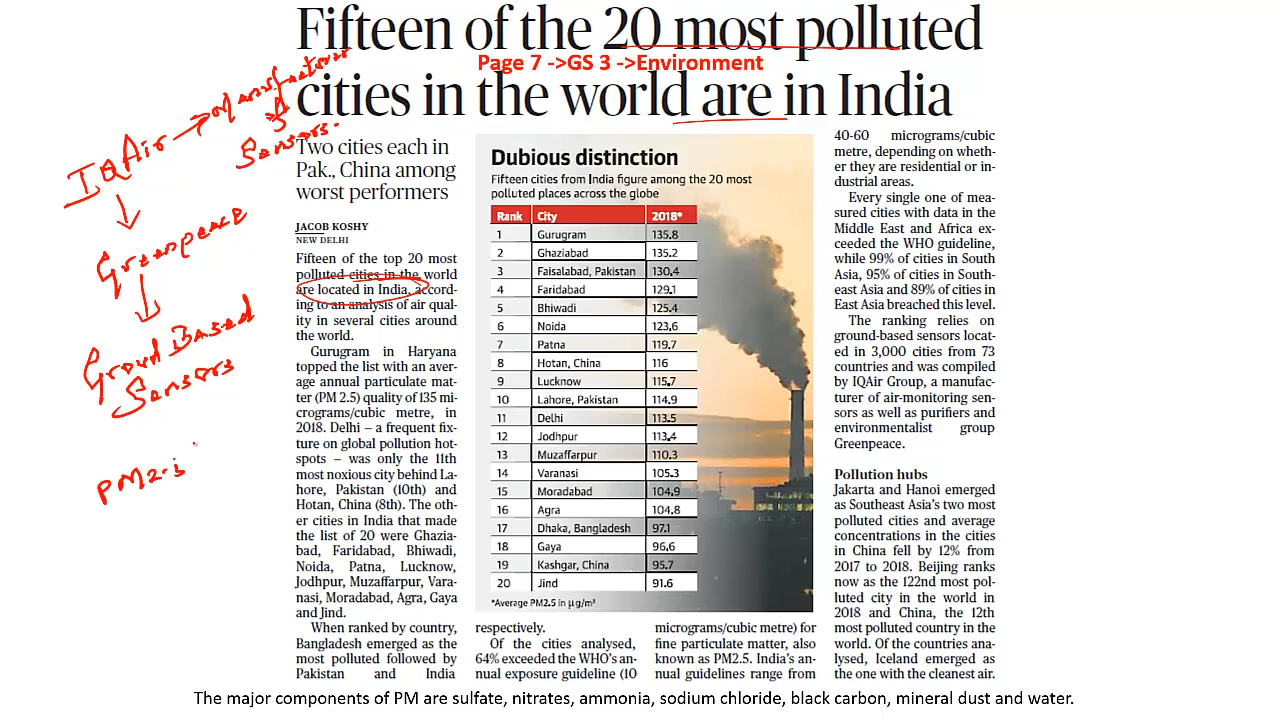 Fifteen of the 20 most polluted
Page 7 ->GS 3 ->Environment
cities in the world are in India
IQAir → Manufacturer
of
Sensors.
Greenpeace
Ground Based
Sensors
PM2.5
Two cities each in
Pak., China among
worst performers
JACOB KOSHY
NEW DELHI
Fifteen of the top 20 most
polluted cities in the world
are located in India, accord-
ing to an analysis of air qual-
ity in several cities around
the world.
Gurugram in Haryana
topped the list with an aver-
age annual particulate mat-
ter (PM 2.5) quality of 135 mi-
crograms/cubic metre, in
2018. Delhi – a frequent fix-
ture on global pollution hot-
spots – was only the 11th
most noxious city behind La-
hore, Pakistan (10th) and
Hotan, China (8th). The oth-
er cities in India that made
the list of 20 were Ghazia-
bad, Faridabad, Bhiwadi,
Noida, Patna, Lucknow,
Jodhpur, Muzaffarpur, Vara-
nasi, Moradabad, Agra, Gaya
and Jind.
When ranked by country,
Bangladesh emerged as the
most polluted followed by
Pakistan and India
Dubious distinction
Fifteen cities from India figure among the 20 most
polluted places across the globe
Rank City 2018*
1 Gurugram 135.8
2 Ghaziabad 135.2
3 Faisalabad, Pakistan 130.4
4 Faridabad 129.1
5 Bhiwadi 125.4
6 Noida 123.6
7 Patna 119.7
8 Hotan, China 116
9 Lucknow 115.7
10 Lahore, Pakistan 114.9
11 Delhi 113.5
12 Jodhpur 113.4
13 Muzaffarpur 110.3
14 Varanasi 105.3
15 Moradabad 104.9
16 Agra 104.8
17 Dhaka, Bangladesh 97.1
18 Gaya 96.6
19 Kashgar, China 95.7
20 Jind 91.6
*Average PM2.5 in µg/m³
respectively.
Of the cities analysed,
64% exceeded the WHO's an-
nual exposure guideline (10
micrograms/cubic metre) for
fine particulate matter, also
known as PM2.5. India's an-
nual guidelines range from
40-60 micrograms/cubic
metre, depending on wheth-
er they are residential or in-
dustrial areas.
Every single one of mea-
sured cities with data in the
Middle East and Africa ex-
ceeded the WHO guideline,
while 99% of cities in South
Asia, 95% of cities in South-
east Asia and 89% of cities in
East Asia breached this level.
The ranking relies on
ground-based sensors locat-
ed in 3,000 cities from 73
countries and was compiled
by IQAir Group, a manufac-
turer of air-monitoring sen-
sors as well as purifiers and
environmentalist group
Greenpeace.
Pollution hubs
Jakarta and Hanoi emerged
as Southeast Asia's two most
polluted cities and average
concentrations in the cities
in China fell by 12% from
2017 to 2018. Beijing ranks
now as the 122nd most pol-
luted city in the world in
2018 and China, the 12th
most polluted country in the
world. Of the countries ana-
lysed, Iceland emerged as
the one with the cleanest air.
The major components of PM are sulfate, nitrates, ammonia, sodium chloride, black carbon, mineral dust and water.